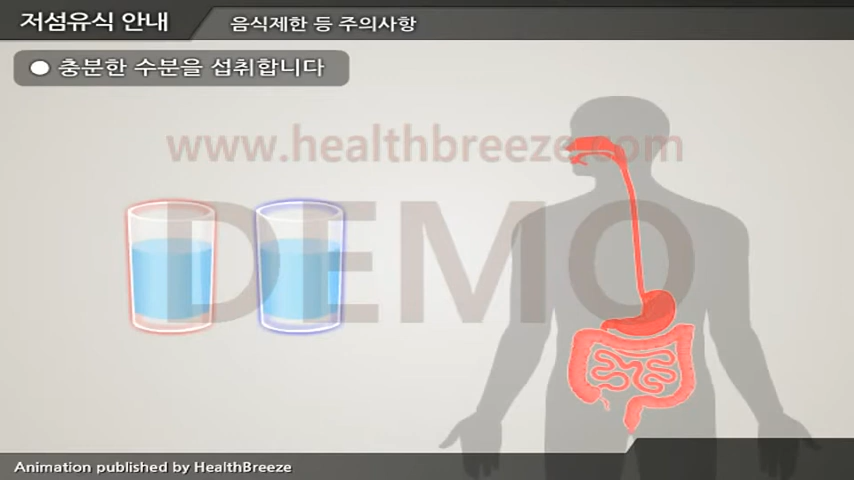 저섬유식 안내
음식제한 등 주의사항
충분한 수분을 섭취합니다
www.healthbreeze.com
DEMO
Animation published by HealthBreeze